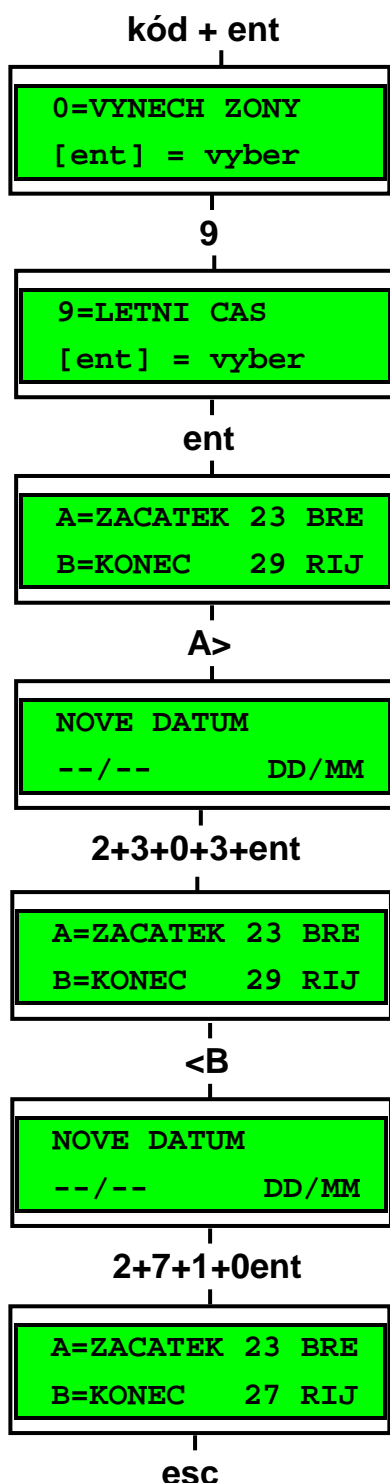 kód + ent
0=VYNECH ZONY
[ent] = vyber
9
9=LETNI CAS
[ent] = vyber
ent
A=ZACATEK 23 BRE
B=KONEC 29 RIJ
A>
NOVE DATUM
--/-- DD/MM
2+3+0+3+ent
A=ZACATEK 23 BRE
B=KONEC 29 RIJ
<B
NOVE DATUM
--/-- DD/MM
2+7+1+0ent
A=ZACATEK 23 BRE
B=KONEC 27 RIJ
esc